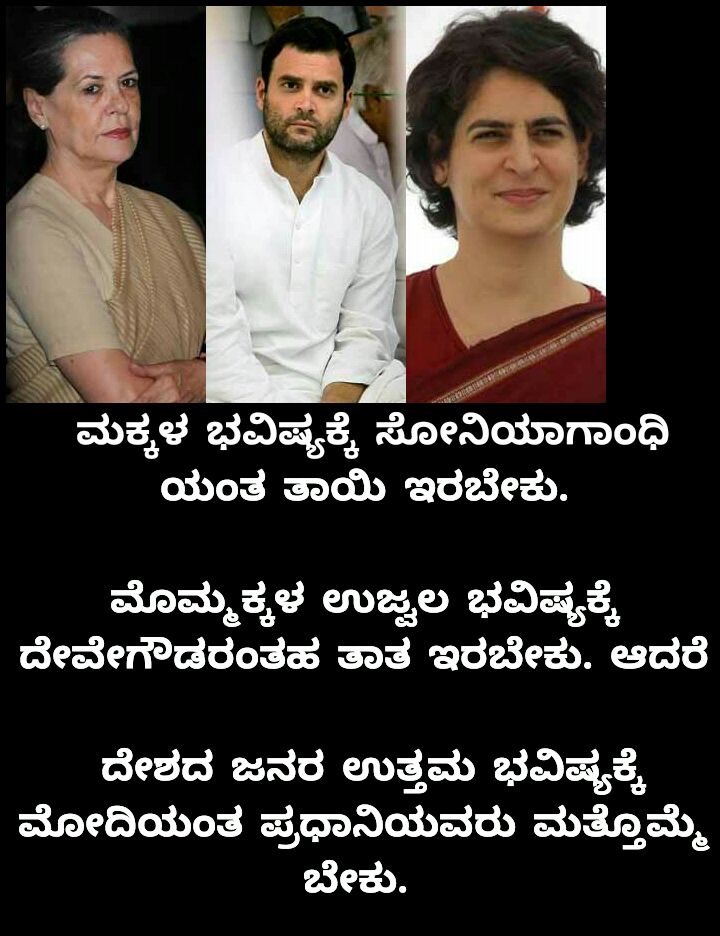 ಮಕ್ಕಳ ಭವಿಷ್ಯಕ್ಕೆ ಸೋನಿಯಾಗಾಂಧಿ
ಯಂತ ತಾಯಿ ಇರಬೇಕು.
ಮೊಮ್ಮಕ್ಕಳ ಉಜ್ವಲ ಭವಿಷ್ಯಕ್ಕೆ
ದೇವೇಗೌಡರಂತಹ ತಾತ ಇರಬೇಕು. ಆದರೆ
ದೇಶದ ಜನರ ಉತ್ತಮ ಭವಿಷ್ಯಕ್ಕೆ
ಮೋದಿಯಂತ ಪ್ರಧಾನಿಯವರು ಮತ್ತೊಮ್ಮೆ
ಬೇಕು.